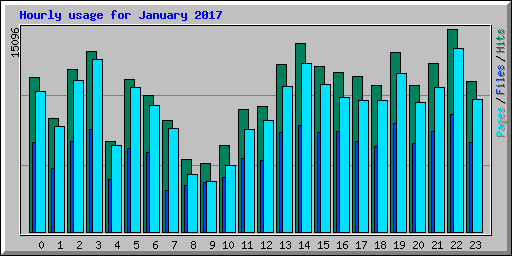 Hourly usage for January 2017
15096
Pages / Files / Hits
0 1 2 3 4 5 6 7 8 9 10 11 12 13 14 15 16 17 18 19 20 21 22 23